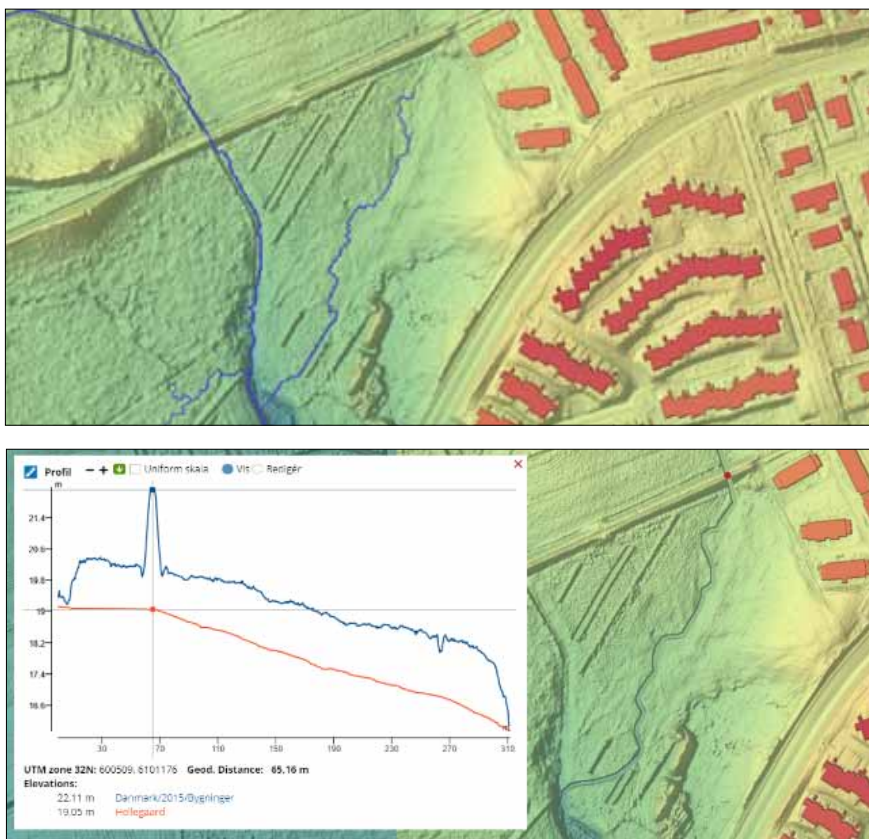 Profil − + Uniform skala Vis Redigér ×
m
21.4
20.6
19.8
19
18.2
17.4
16.6
30 70 110 150 190 230 270 310
UTM zone 32N: 600509, 6101176 Geod. Distance: 65,16 m
Elevations:
22,11 m Danmark/2015/Bygninger
19,05 m Hollegaard